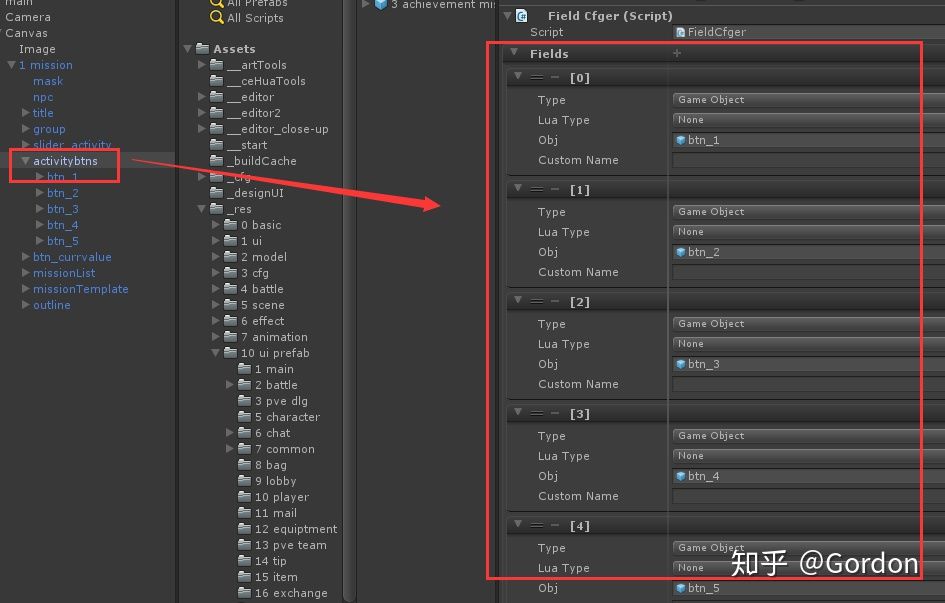 main
Camera
Canvas
Image
1 mission
mask
npc
title
group
slider_activity
activitybtns
btn_1
btn_2
btn_3
btn_4
btn_5
btn_currvalue
missionList
missionTemplate
outline
All Prefabs
All Scripts
Assets
__artTools
__ceHuaTools
__editor
__editor2
__editor_close-up
__start
_buildCache
_cfg
_designUI
_res
0 basic
1 ui
2 model
3 cfg
4 battle
5 scene
6 effect
7 animation
10 ui prefab
1 main
2 battle
3 pve dlg
5 character
6 chat
7 common
8 bag
9 lobby
10 player
11 mail
12 equiptment
13 pve team
14 tip
15 item
16 exchange
3 achievement mi
Field Cfger (Script)
Script FieldCfger
Fields +
[0]
Type Game Object
Lua Type None
Obj btn_1
Custom Name
[1]
Type Game Object
Lua Type None
Obj btn_2
Custom Name
[2]
Type Game Object
Lua Type None
Obj btn_3
Custom Name
[3]
Type Game Object
Lua Type None
Obj btn_4
Custom Name
[4]
Type Game Object
Lua Type None
Obj btn_5
知乎 @Gordon